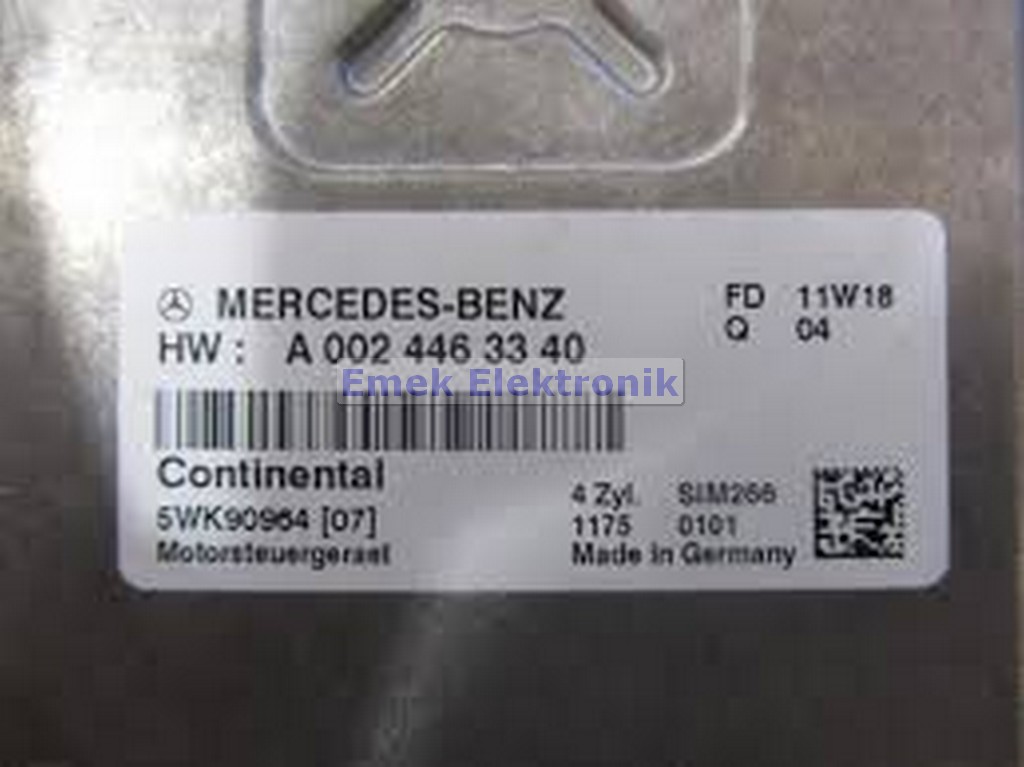 MERCEDES-BENZ
HW : A 002 446 33 40
FD 11W18
Q 04
Emek Elektronik
Continental
5WK90964 [07]
Motorsteuergeraet
4 Zyl. SIM266
1175 0101
Made in Germany